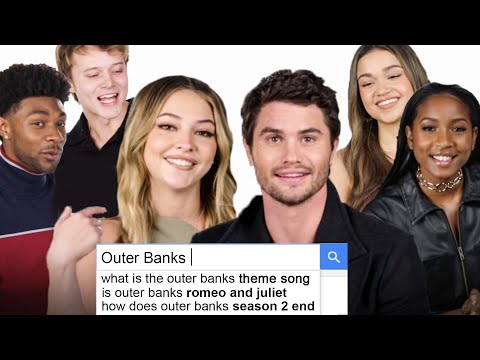 Outer Banks
what is the outer banks theme song
is outer banks romeo and juliet
how does outer banks season 2 end